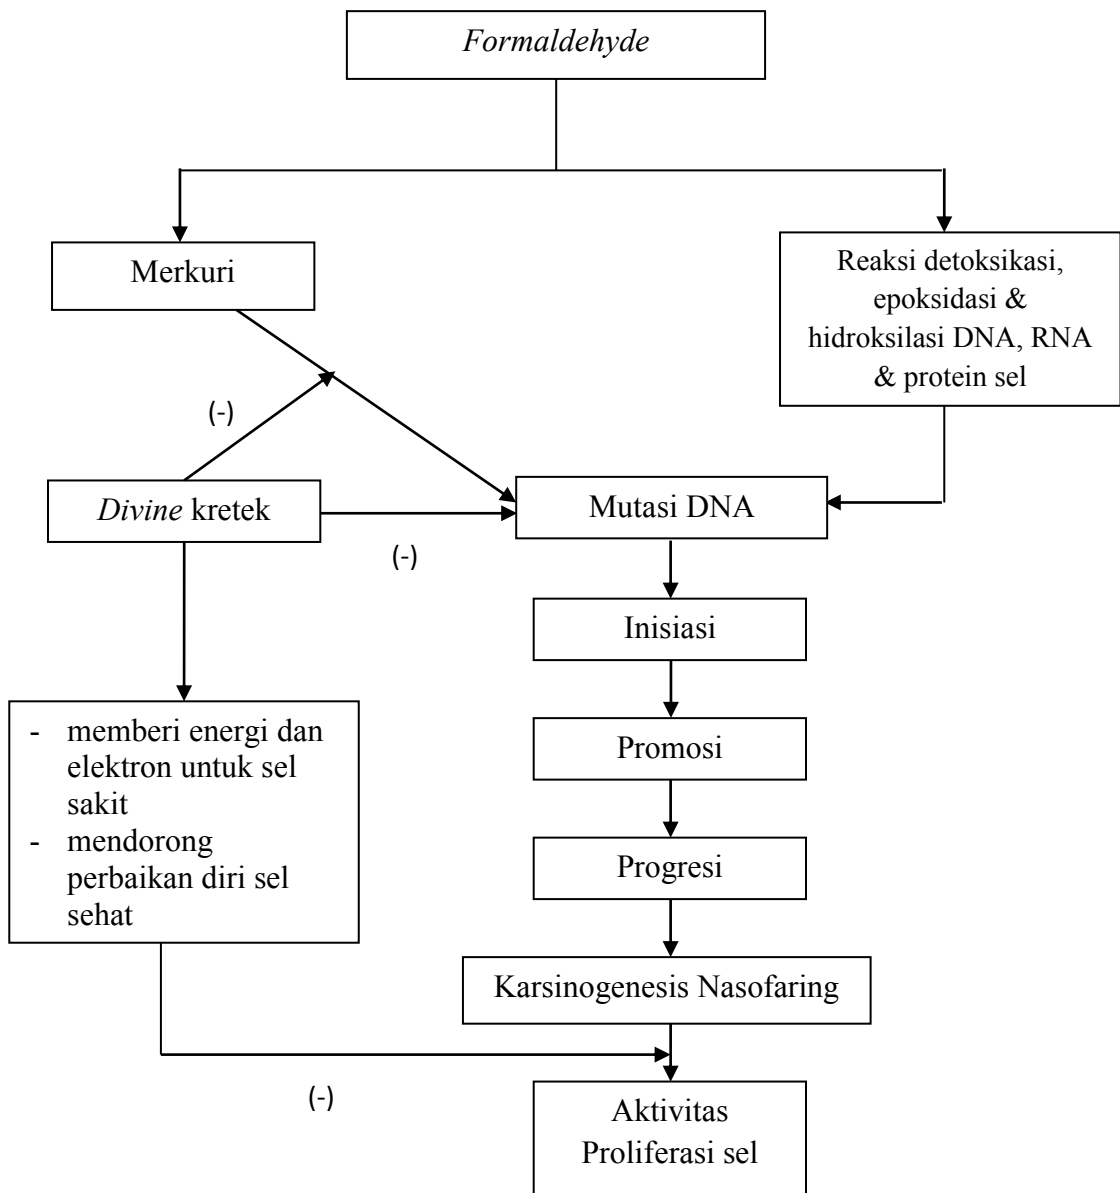 Formaldehyde
Merkuri
Reaksi detoksikasi,
epoksidasi &
hidroksilasi DNA, RNA
& protein sel
(-)
Divine kretek
(-)
Mutasi DNA
Inisiasi
- memberi energi dan
elektron untuk sel
sakit
- mendorong
perbaikan diri sel
sehat
Promosi
Progresi
Karsinogenesis Nasofaring
(-)
Aktivitas
Proliferasi sel